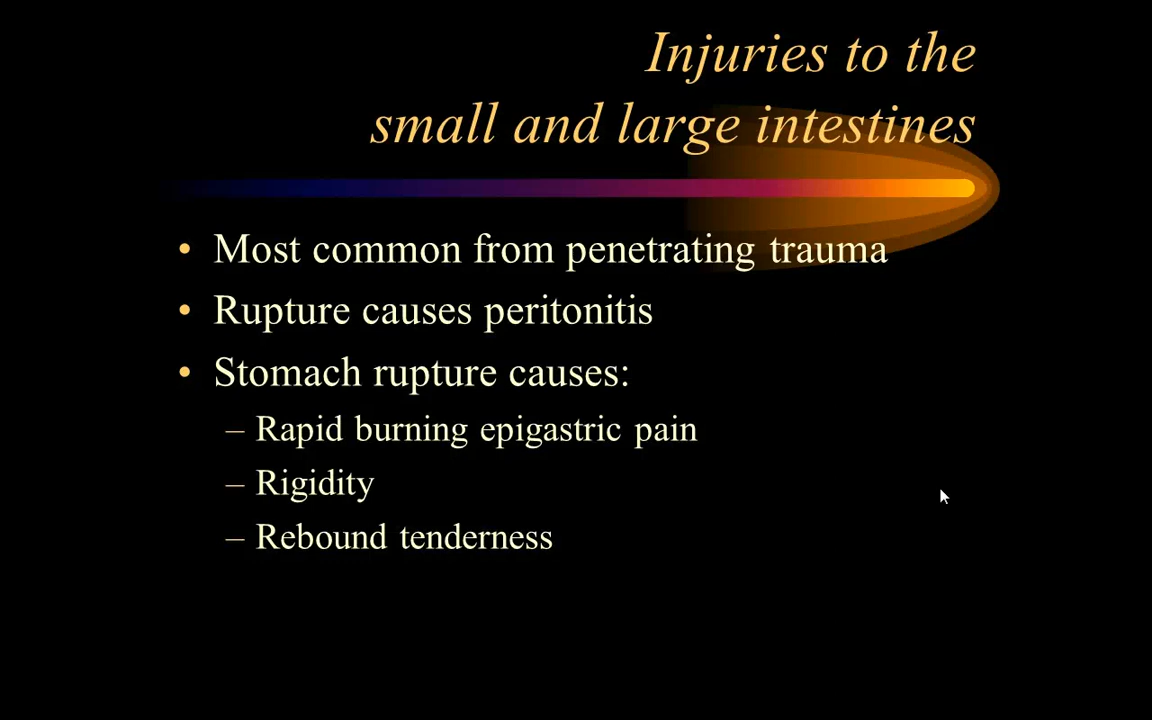 Injuries to the
small and large intestines
• Most common from penetrating trauma
• Rupture causes peritonitis
• Stomach rupture causes:
– Rapid burning epigastric pain
– Rigidity
– Rebound tenderness